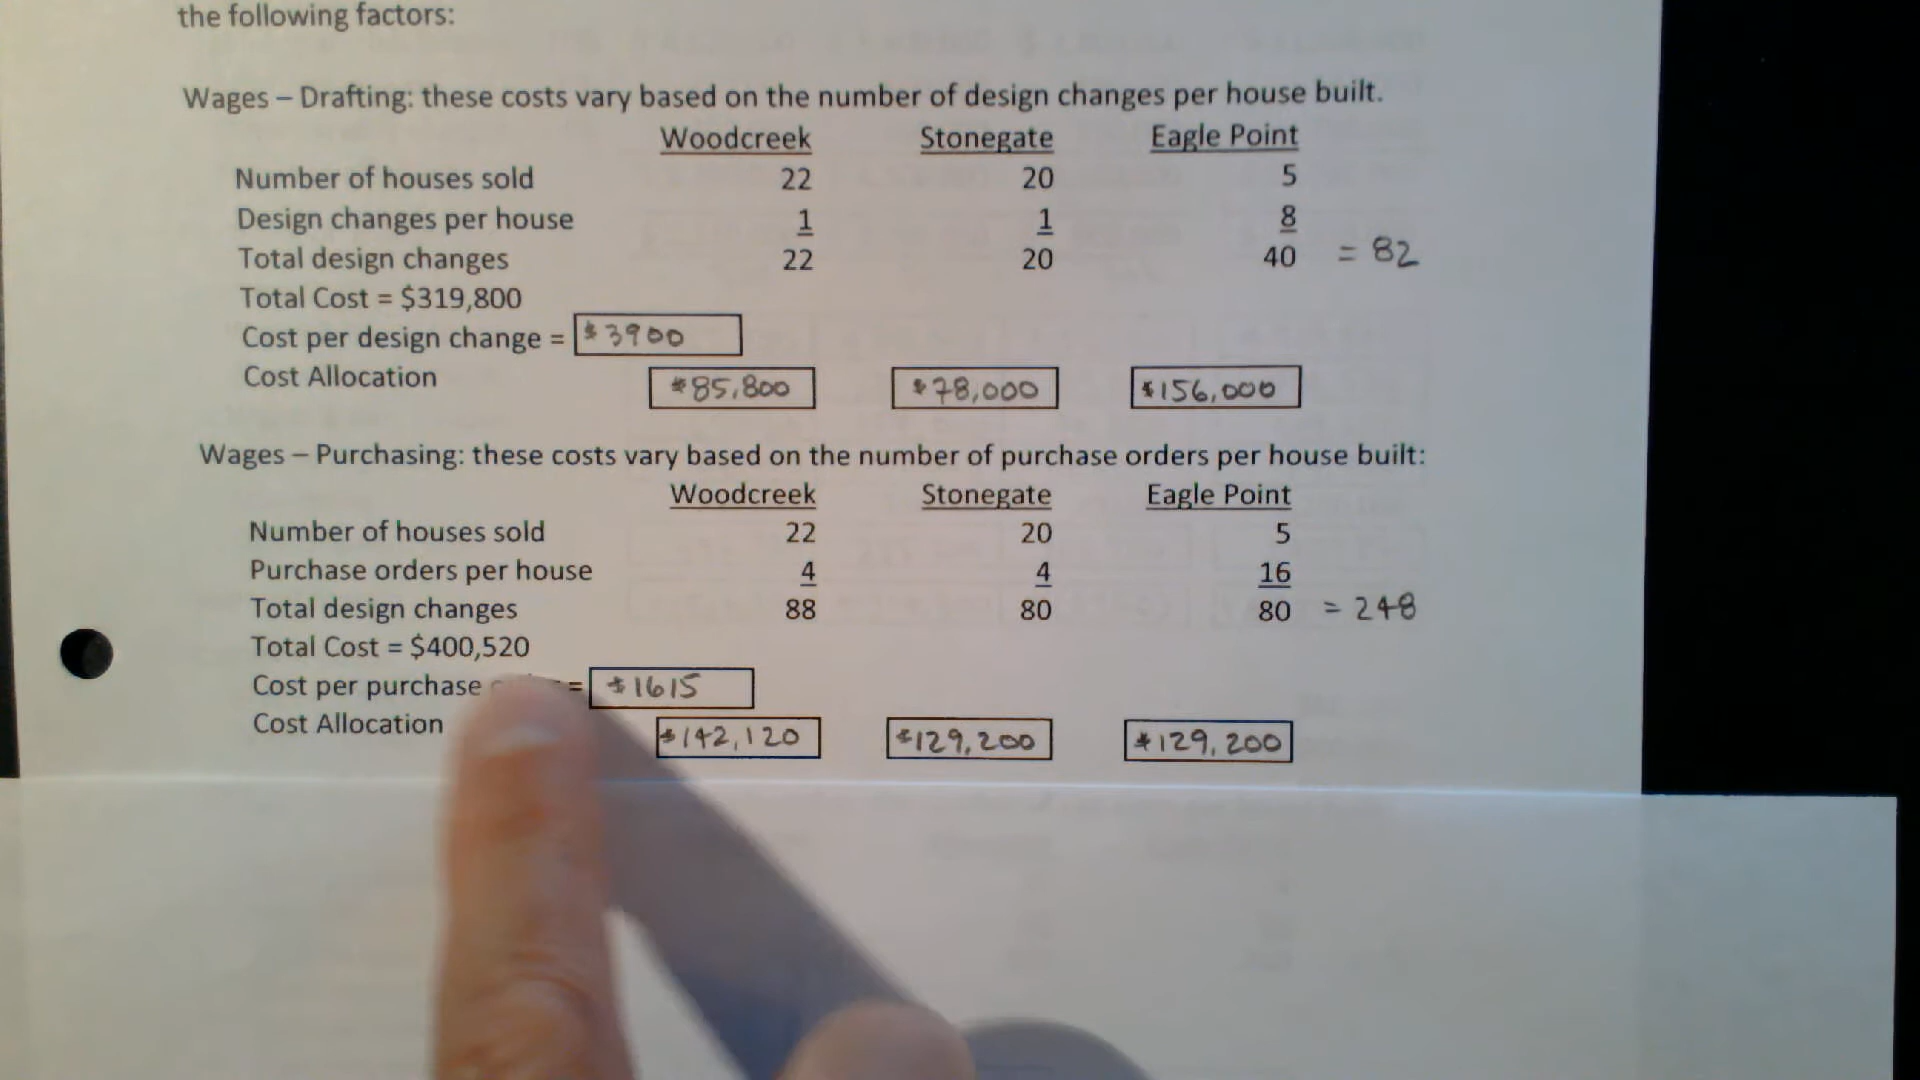 the following factors:
Wages – Drafting: these costs vary based on the number of design changes per house built.
Woodcreek Stonegate Eagle Point
Number of houses sold 22 20 5
Design changes per house 1 1 8
Total design changes 22 20 40 = 82
Total Cost = $319,800
Cost per design change = $3900
Cost Allocation $85,800 $78,000 $156,000
Wages – Purchasing: these costs vary based on the number of purchase orders per house built:
Woodcreek Stonegate Eagle Point
Number of houses sold 22 20 5
Purchase orders per house 4 4 16
Total design changes 88 80 80 = 248
Total Cost = $400,520
Cost per purchase = $1615
Cost Allocation $142,120 $129,200 $129,200